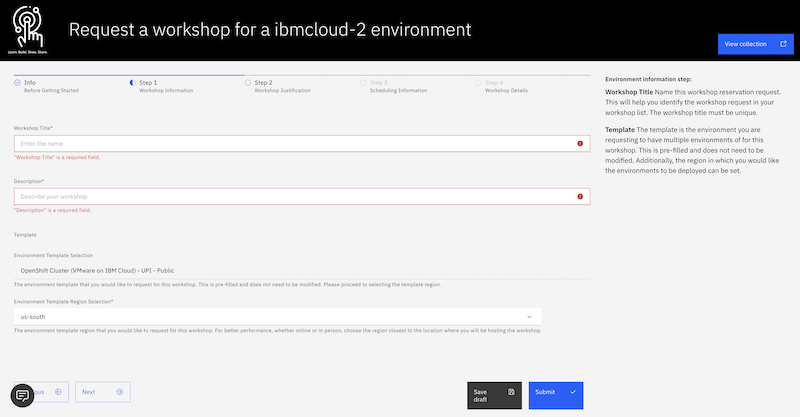 Request a workshop for a ibmcloud-2 environment
Learn. Build. Show. Share.
View collection
Info
Before Getting Started
Step 1
Workshop information
Step 2
Workshop Justification
Step 3
Scheduling Information
Step 4
Workshop Details
Workshop Title*
Enter the name
"Workshop Title" is a required field.
Description*
Describe your workshop
"Description" is a required field.
Template
Environment Template Selection
OpenShift Cluster (VMware on IBM Cloud) - UPI - Public
The environment template that you would like to request for this workshop. This is pre-filled and does not need to be modified. Please proceed to selecting the template region.
Environment Template Region Selection*
us-south
The environment template region that you would like to request for this workshop. For better performance, whether online or in person, choose the region closest to the location where you will be hosting the workshop.
Environment information step:
Workshop Title Name this workshop reservation request.
This will help you identify the workshop request in your
workshop list. The workshop title must be unique.
Template The template is the environment you are
requesting to have multiple environments of for this
workshop. This is pre-filled and does not need to be
modified. Additionally, the region in which you would like
the environments to be deployed can be set.
ous
Next
Save
draft
Submit